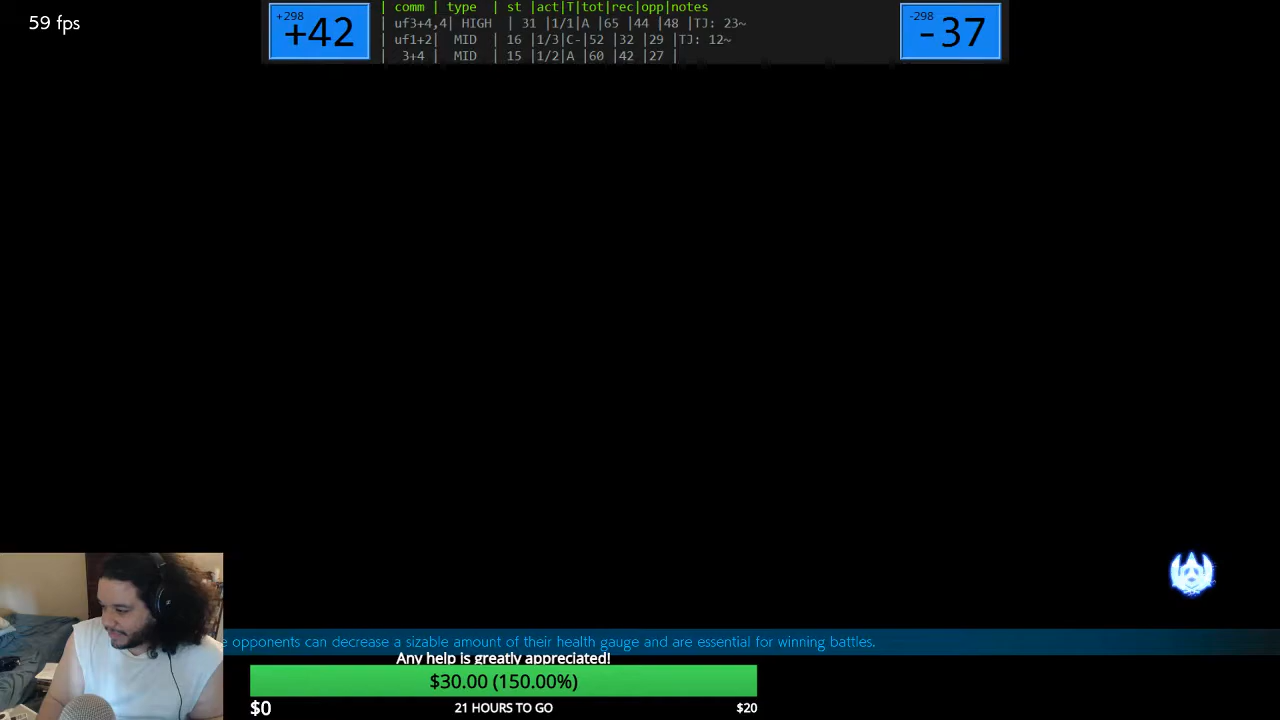 59 fps
+298
+42
| comm | type | st |act|T|tot|rec|opp|notes
| uf3+4,4| HIGH | 31 |1/1|A |65 |44 |48 |TJ: 23~
| uf1+2| MID | 16 |1/3|C-|52 |32 |29 |TJ: 12~
| 3+4 | MID | 15 |1/2|A |60 |42 |27 |
-298
-37
opponents can decrease a sizable amount of their health gauge and are essential for winning battles.
Any help is greatly appreciated!
$30.00 (150.00%)
$0
21 HOURS TO GO
$20